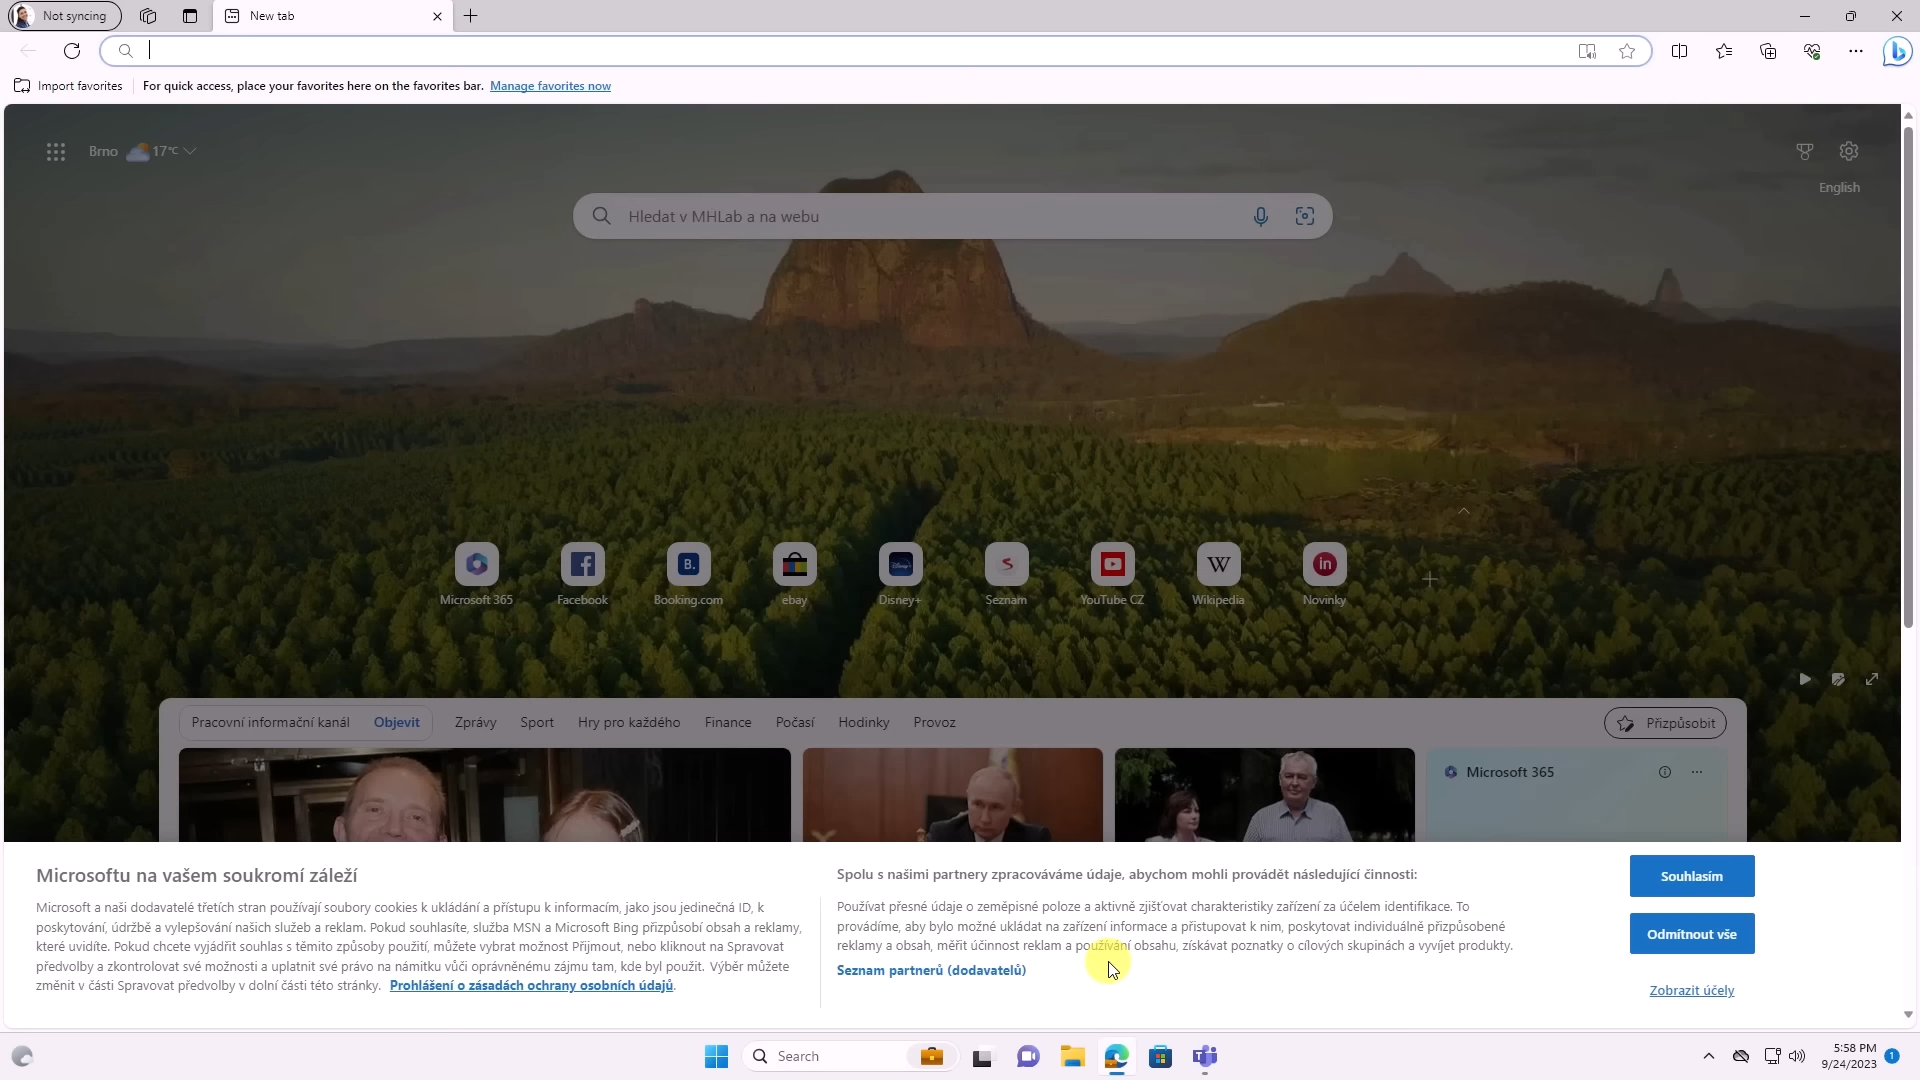 Not syncing
New tab
Import favorites
For quick access, place your favorites here on the favorites bar. Manage favorites now
Brno 17°C
English
Hledat v MHLab a na webu
Microsoft 365
Facebook
Booking.com
ebay
Disney+
Seznam
YouTube CZ
Wikipedia
Novinky
Pracovní informační kanál Objevit Zprávy Sport Hry pro každého Finance Počasí Hodinky Provoz Přizpůsobit
Microsoft 365
Microsoftu na vašem soukromí záleží
Microsoft a naši dodavatelé třetích stran používají soubory cookies k ukládání a přístupu k informacím, jako jsou jedinečná ID, k
poskytování, údržbě a vylepšování našich služeb a reklam. Pokud souhlasíte, služba MSN a Microsoft Bing přizpůsobí obsah a reklamy,
které uvidíte. Pokud chcete vyjádřit souhlas s těmito způsoby použití, můžete vybrat možnost Přijmout, nebo kliknout na Spravovat
předvolby a zkontrolovat své možnosti a uplatnit své právo na námitku vůči oprávněnému zájmu tam, kde byl použit. Výběr můžete
změnit v části Spravovat předvolby v dolní části této stránky. Prohlášení o zásadách ochrany osobních údajů.
Spolu s našimi partnery zpracováváme údaje, abychom mohli provádět následující činnosti:
Používat přesné údaje o zeměpisné poloze a aktivně zjišťovat charakteristiky zařízení za účelem identifikace. To
provádíme, aby bylo možné ukládat na zařízení informace a přistupovat k nim, poskytovat individuálně přizpůsobené
reklamy a obsah, měřit účinnost reklam a používání obsahu, získávat poznatky o cílových skupinách a vyvíjet produkty.
Seznam partnerů (dodavatelů)
Souhlasím
Odmítnout vše
Zobrazit účely
Search
5:58 PM
9/24/2023
1